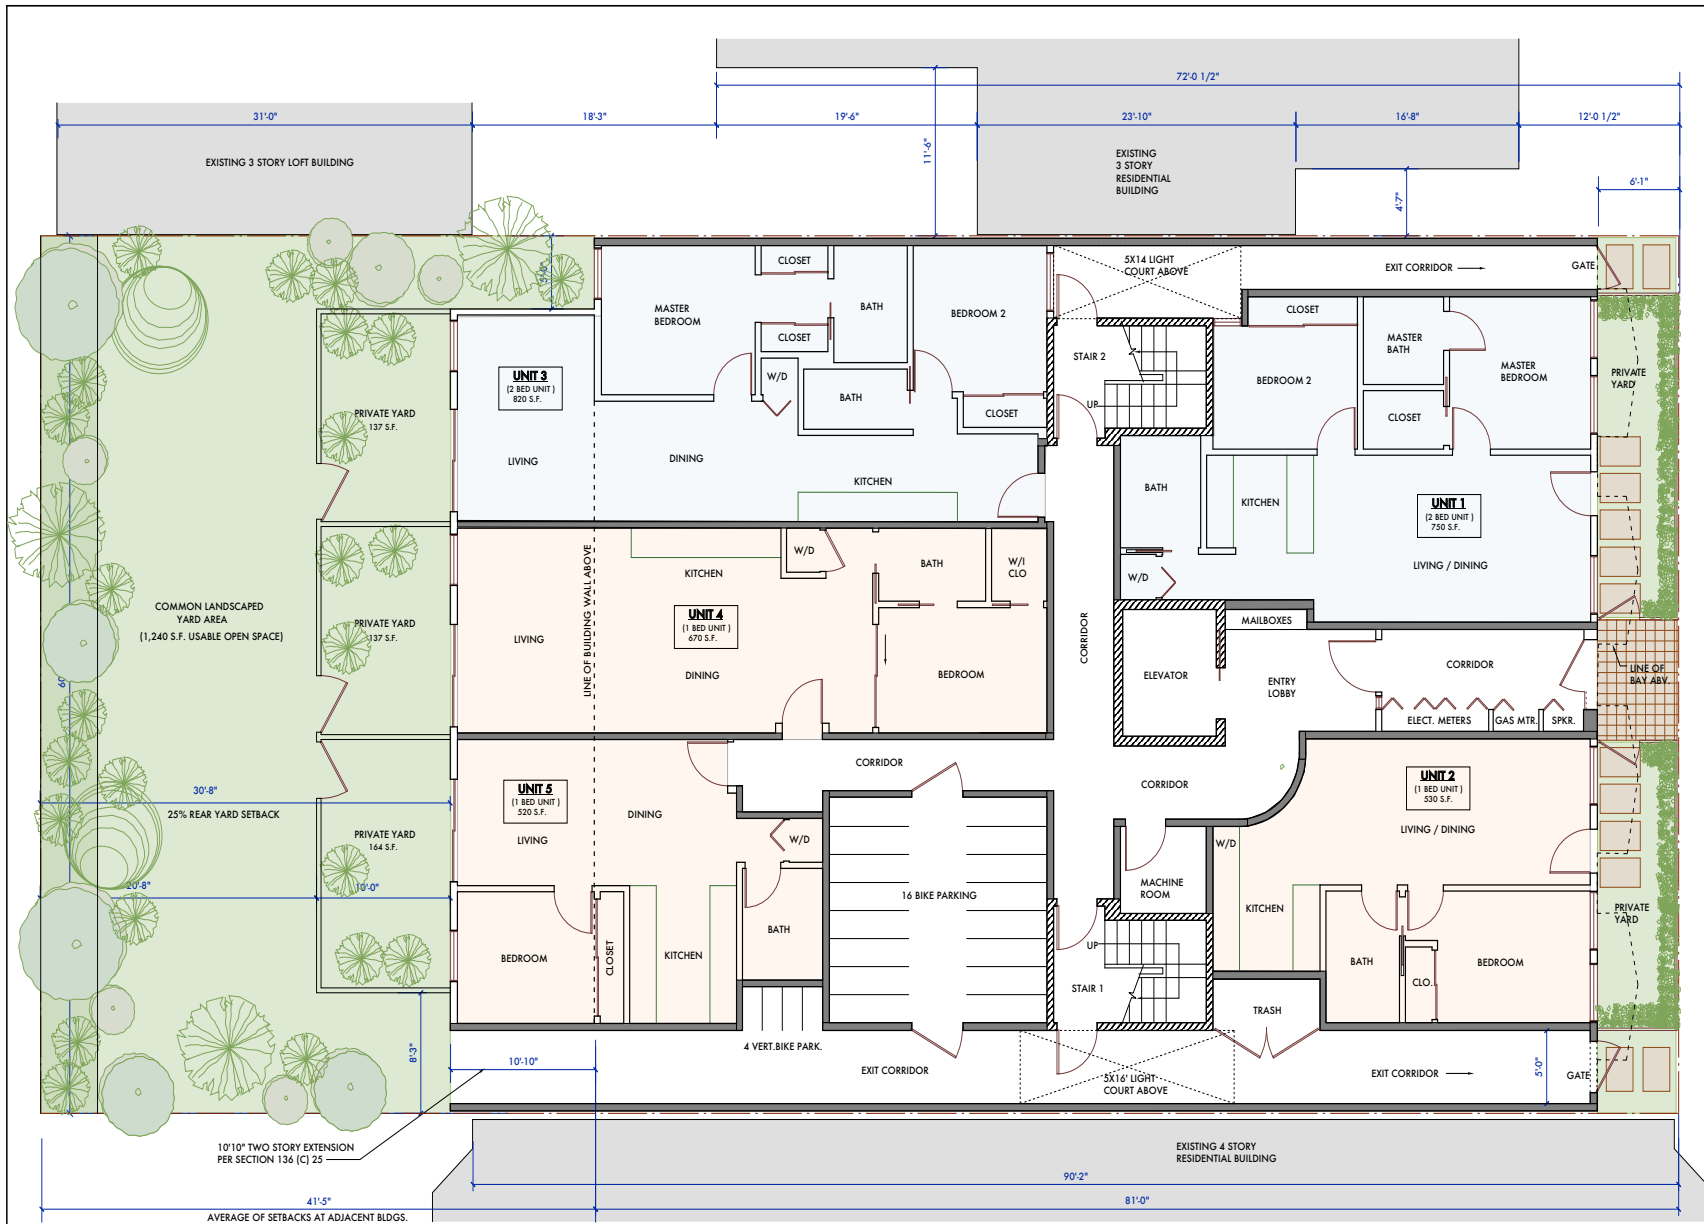 72'-0 1/2"
31'-0"
18'-3"
19'-6"
23'-10"
16'-8"
12'-0 1/2"
EXISTING 3 STORY LOFT BUILDING
11'-6"
EXISTING
3 STORY
RESIDENTIAL
BUILDING
4'-7"
6'-1"
5'-0"
CLOSET
5X14 LIGHT
COURT ABOVE
EXIT CORRIDOR
GATE
MASTER
BEDROOM
BATH
BEDROOM 2
CLOSET
CLOSET
STAIR 2
MASTER
BATH
MASTER
BEDROOM
UNIT 3
(2 BED UNIT )
820 S.F.
W/D
BATH
BEDROOM 2
PRIVATE
YARD
UP
CLOSET
CLOSET
PRIVATE YARD
137 S.F.
LIVING
DINING
KITCHEN
BATH
KITCHEN
UNIT 1
(2 BED UNIT )
750 S.F.
W/D
KITCHEN
BATH
W/I
CLO
W/D
LIVING / DINING
COMMON LANDSCAPED
YARD AREA
(1,240 S.F. USABLE OPEN SPACE)
PRIVATE YARD
137 S.F.
LINE OF BUILDING WALL ABOVE
UNIT 4
(1 BED UNIT )
670 S.F.
LIVING
DINING
BEDROOM
CORRIDOR
MAILBOXES
ELEVATOR
ENTRY
LOBBY
CORRIDOR
LINE OF
BAY ABV.
ELECT. METERS
GAS MTR.
SPKR.
60
CORRIDOR
CORRIDOR
UNIT 5
(1 BED UNIT )
520 S.F.
UNIT 2
(1 BED UNIT )
530 S.F.
30'-8"
25% REAR YARD SETBACK
LIVING
DINING
W/D
LIVING / DINING
PRIVATE YARD
164 S.F.
W/D
20'-8"
10'-0"
16 BIKE PARKING
MACHINE
ROOM
KITCHEN
PRIVATE
YARD
BEDROOM
CLOSET
KITCHEN
BATH
UP
BATH
CLO.
BEDROOM
STAIR 1
TRASH
8'-3"
4 VERT.BIKE PARK.
10'-10"
EXIT CORRIDOR
5X16' LIGHT
COURT ABOVE
EXIT CORRIDOR
5'-0"
GATE
10'10" TWO STORY EXTENSION
PER SECTION 136 (C) 25
EXISTING 4 STORY
RESIDENTIAL BUILDING
90'-2"
41'-5"
81'-0"
AVERAGE OF SETBACKS AT ADJACENT BLDGS.